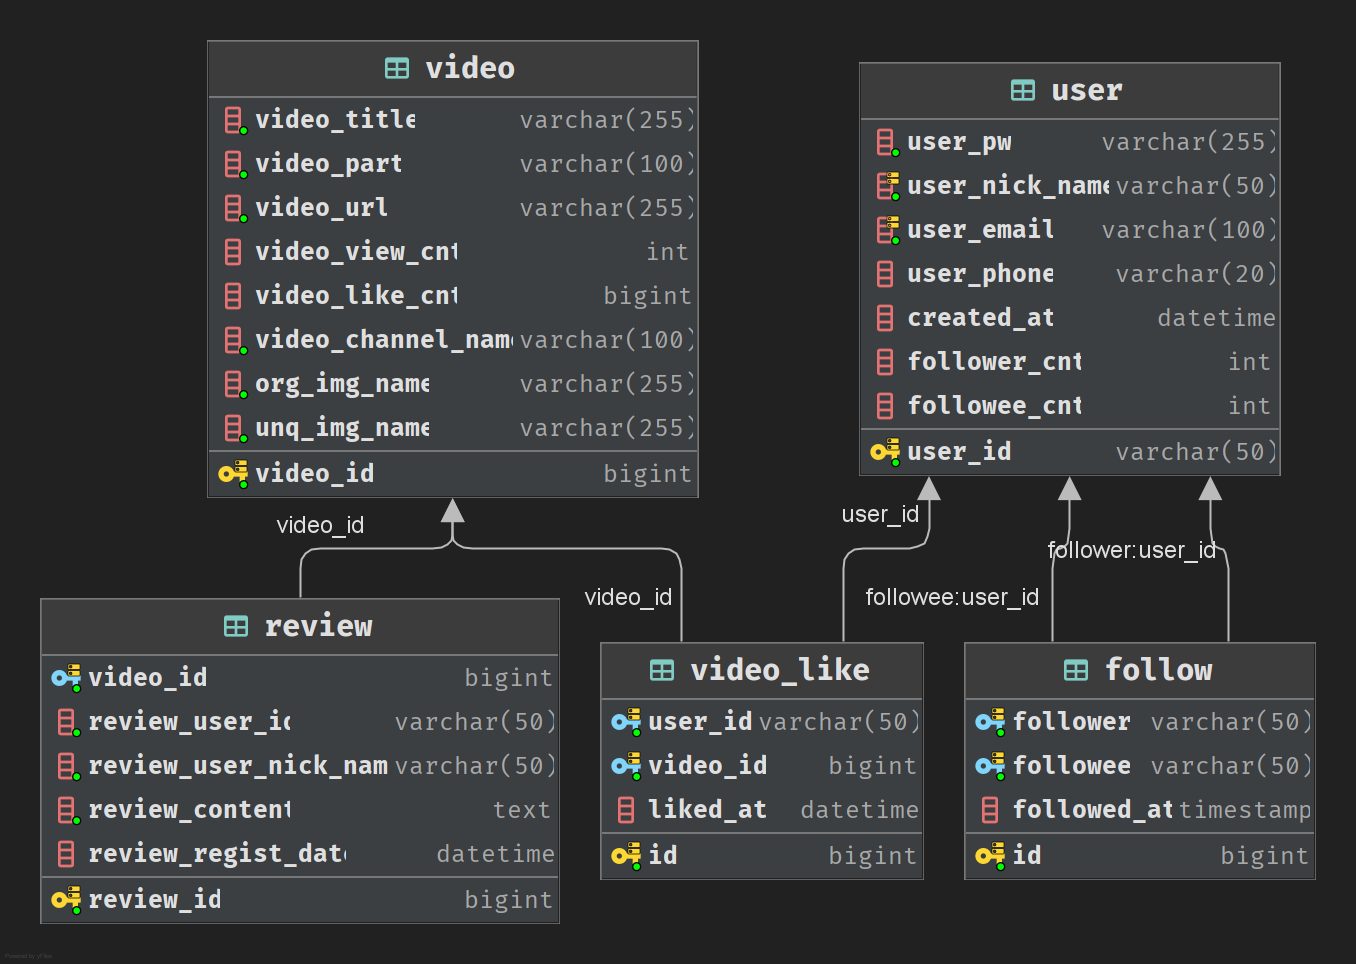 video
video_title varchar(255)
video_part varchar(100)
video_url varchar(255)
video_view_cnt int
video_like_cnt bigint
video_channel_nam varchar(100)
org_img_name varchar(255)
unq_img_name varchar(255)
video_id bigint
user
user_pw varchar(255)
user_nick_name varchar(50)
user_email varchar(100)
user_phone varchar(20)
created_at datetime
follower_cnt int
followee_cnt int
user_id varchar(50)
video_id
user_id
follower:user_id
video_id
followee:user_id
review
video_id bigint
review_user_id varchar(50)
review_user_nick_nam varchar(50)
review_content text
review_regist_date datetime
review_id bigint
video_like
user_id varchar(50)
video_id bigint
liked_at datetime
id bigint
follow
follower varchar(50)
followee varchar(50)
followed_at timestamp
id bigint